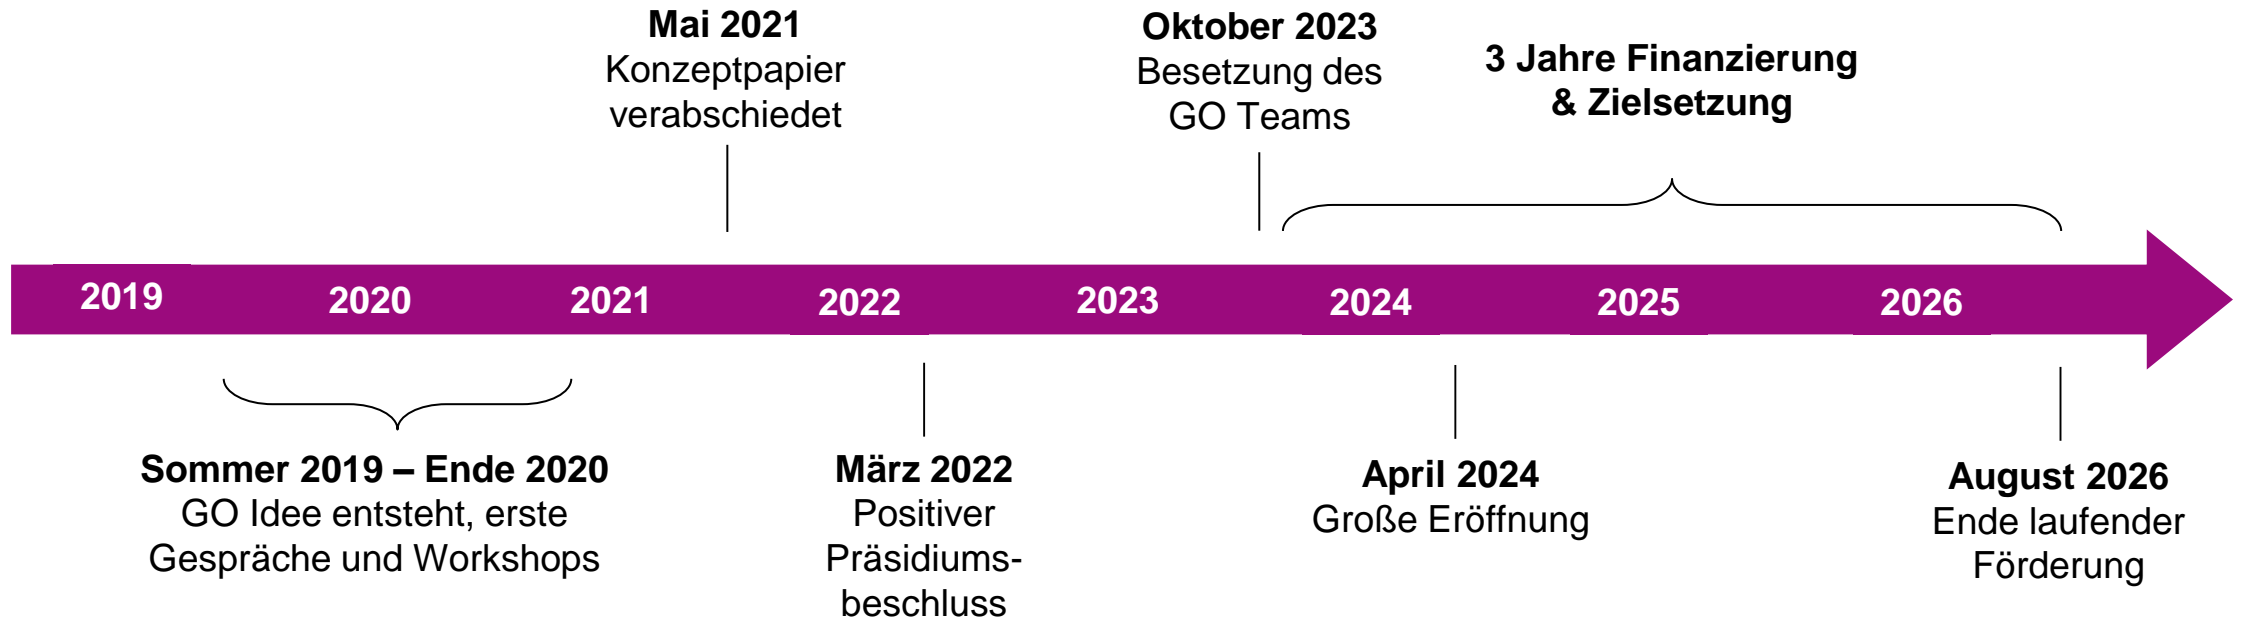 Mai 2021
Konzeptpapier
verabschiedet
Oktober 2023
Besetzung des
GO Teams
3 Jahre Finanzierung
& Zielsetzung
2019
2020
2021
2022
2023
2024
2025
2026
Sommer 2019 – Ende 2020
GO Idee entsteht, erste
Gespräche und Workshops
März 2022
Positiver
Präsidiums-
beschluss
April 2024
Große Eröffnung
August 2026
Ende laufender
Förderung